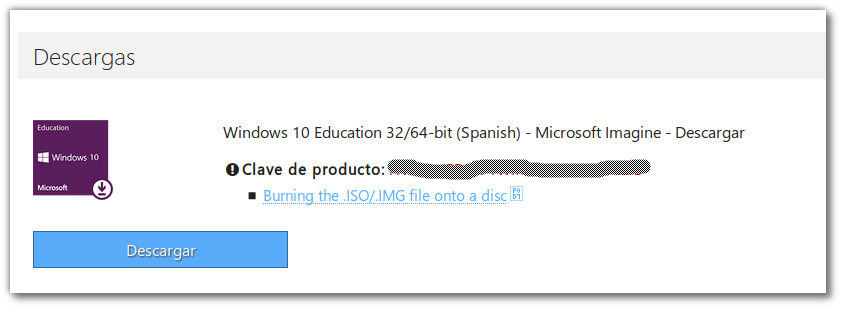 Descargas
Education
Windows 10
Microsoft
Windows 10 Education 32/64-bit (Spanish) - Microsoft Imagine - Descargar
Clave de producto:
Burning the .ISO/.IMG file onto a disc
Descargar